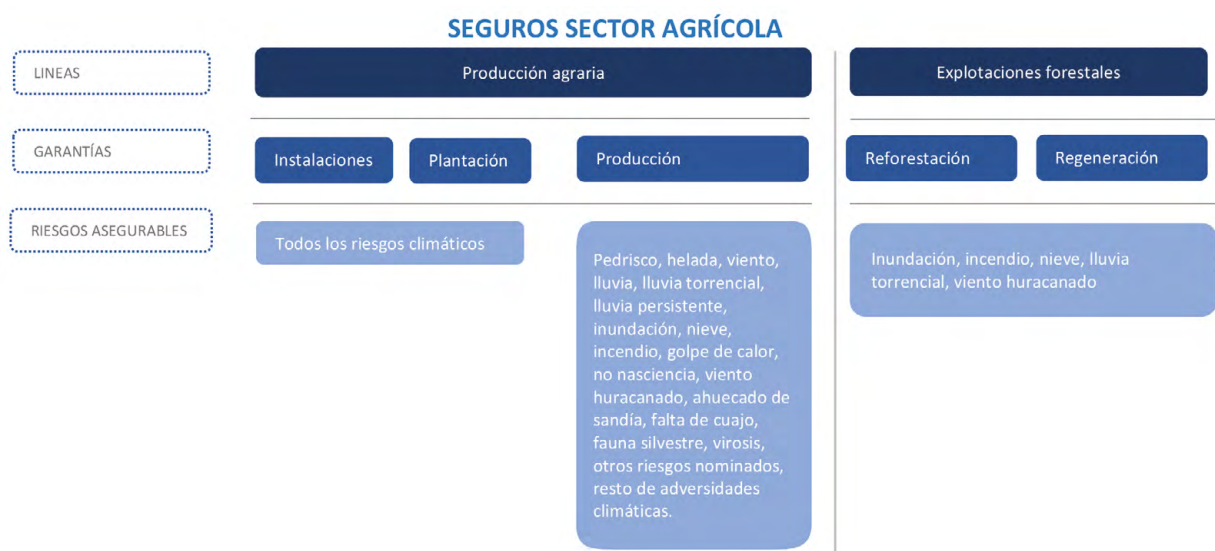 SEGUROS SECTOR AGRÍCOLA
LINEAS
Producción agraria
Explotaciones forestales
GARANTÍAS
Instalaciones
Plantación
Producción
Reforestación
Regeneración
RIESGOS ASEGURABLES
Todos los riesgos climáticos
Pedrisco, helada, viento,
lluvia, lluvia torrencial,
lluvia persistente,
inundación, nieve,
incendio, golpe de calor,
no nasciencia, viento
huracanado, ahuecado de
sandía, falta de cuajo,
fauna silvestre, virosis,
otros riesgos nominados,
resto de adversidades
climáticas.
Inundación, incendio, nieve, lluvia
torrencial, viento huracanado